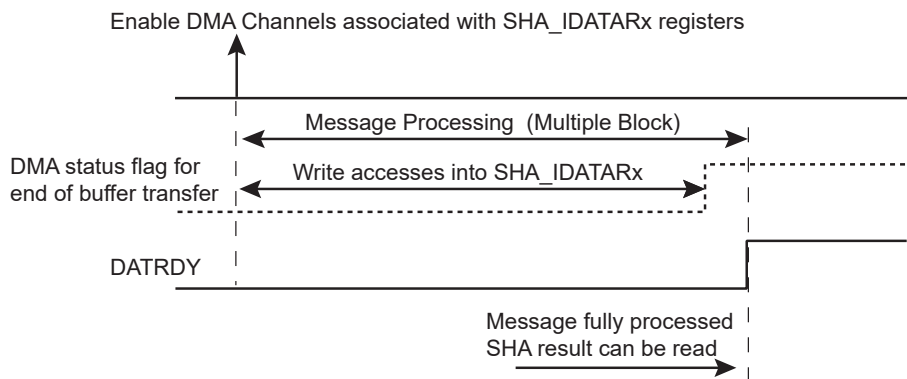 Enable DMA Channels associated with SHA_IDATARx registers
Message Processing (Multiple Block)
DMA status flag for
end of buffer transfer
Write accesses into SHA_IDATARx
DATRDY
Message fully processed
SHA result can be read